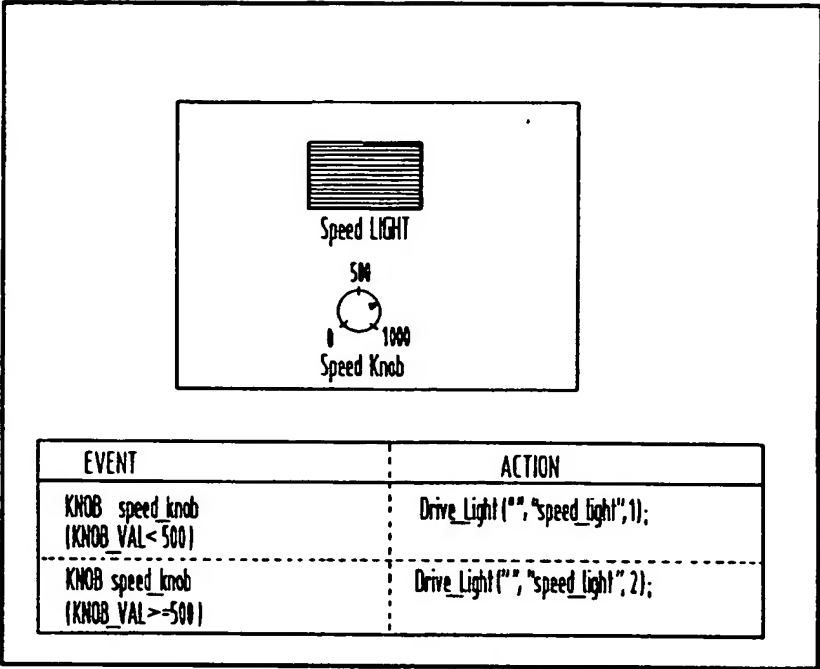 Speed LIGHT
500
0 1000
Speed Knob
EVENT ACTION
KNOB speed_knob Drive_Light ("", "speed_light", 1);
(KNOB_VAL<500)
KNOB speed_knob Drive_Light ("", "speed_light", 2);
(KNOB_VAL>=500)